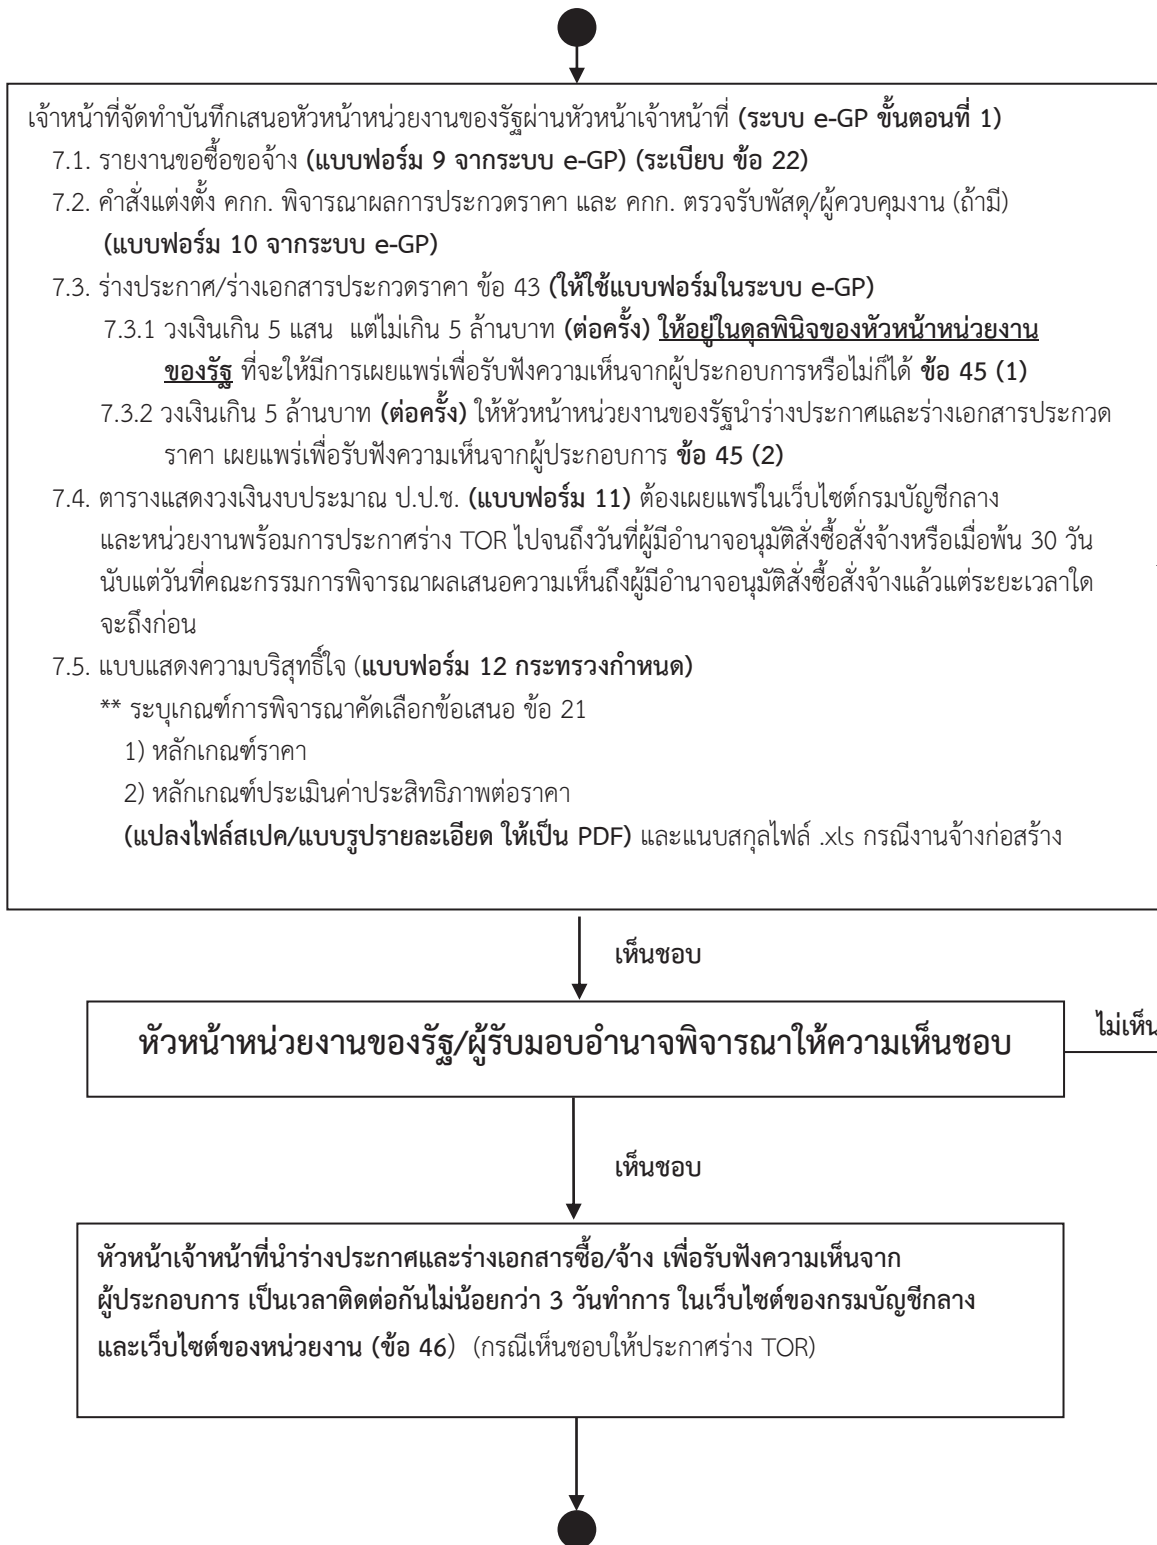 เจ้าหน้าที่จัดทำบันทึกเสนอหัวหน้าหน่วยงานของรัฐผ่านหัวหน้าเจ้าหน้าที่ (ระบบ e-GP ขั้นตอนที่ 1)
7.1. รายงานขอซื้อขอจ้าง (แบบฟอร์ม 9 จากระบบ e-GP) (ระเบียบ ข้อ 22)
7.2. คำสั่งแต่งตั้ง คกก. พิจารณาผลการประกวดราคา และ คกก. ตรวจรับพัสดุ/ผู้ควบคุมงาน (ถ้ามี)
(แบบฟอร์ม 10 จากระบบ e-GP)
7.3. ร่างประกาศ/ร่างเอกสารประกวดราคา ข้อ 43 (ให้ใช้แบบฟอร์มในระบบ e-GP)
7.3.1 วงเงินเกิน 5 แสน แต่ไม่เกิน 5 ล้านบาท (ต่อครั้ง) ให้อยู่ในดุลพินิจของหัวหน้าหน่วยงาน
ของรัฐ ที่จะให้มีการเผยแพร่เพื่อรับฟังความเห็นจากผู้ประกอบการหรือไม่ก็ได้ ข้อ 45 (1)
7.3.2 วงเงินเกิน 5 ล้านบาท (ต่อครั้ง) ให้หัวหน้าหน่วยงานของรัฐนำร่างประกาศและร่างเอกสารประกวด
ราคา เผยแพร่เพื่อรับฟังความเห็นจากผู้ประกอบการ ข้อ 45 (2)
7.4. ตารางแสดงวงเงินงบประมาณ ป.ป.ช. (แบบฟอร์ม 11) ต้องเผยแพร่ในเว็บไซต์กรมบัญชีกลาง
และหน่วยงานพร้อมการประกาศร่าง TOR ไปจนถึงวันที่ผู้มีอำนาจอนุมัติสั่งซื้อสั่งจ้างหรือเมื่อพ้น 30 วัน
นับแต่วันที่คณะกรรมการพิจารณาผลเสนอความเห็นถึงผู้มีอำนาจอนุมัติสั่งซื้อสั่งจ้างแล้วแต่ระยะเวลาใด
จะถึงก่อน
7.5. แบบแสดงความบริสุทธิ์ใจ (แบบฟอร์ม 12 กระทรวงกำหนด)
** ระบุเกณฑ์การพิจารณาคัดเลือกข้อเสนอ ข้อ 21
1) หลักเกณฑ์ราคา
2) หลักเกณฑ์ประเมินค่าประสิทธิภาพต่อราคา
(แปลงไฟล์สเปค/แบบรูปรายละเอียด ให้เป็น PDF) และแนบสกุลไฟล์ .xls กรณีงานจ้างก่อสร้าง
เห็นชอบ
หัวหน้าหน่วยงานของรัฐ/ผู้รับมอบอำนาจพิจารณาให้ความเห็นชอบ
ไม่เห็น
เห็นชอบ
หัวหน้าเจ้าหน้าที่นำร่างประกาศและร่างเอกสารซื้อ/จ้าง เพื่อรับฟังความเห็นจาก
ผู้ประกอบการ เป็นเวลาติดต่อกันไม่น้อยกว่า 3 วันทำการ ในเว็บไซต์ของกรมบัญชีกลาง
และเว็บไซต์ของหน่วยงาน (ข้อ 46) (กรณีเห็นชอบให้ประกาศร่าง TOR)